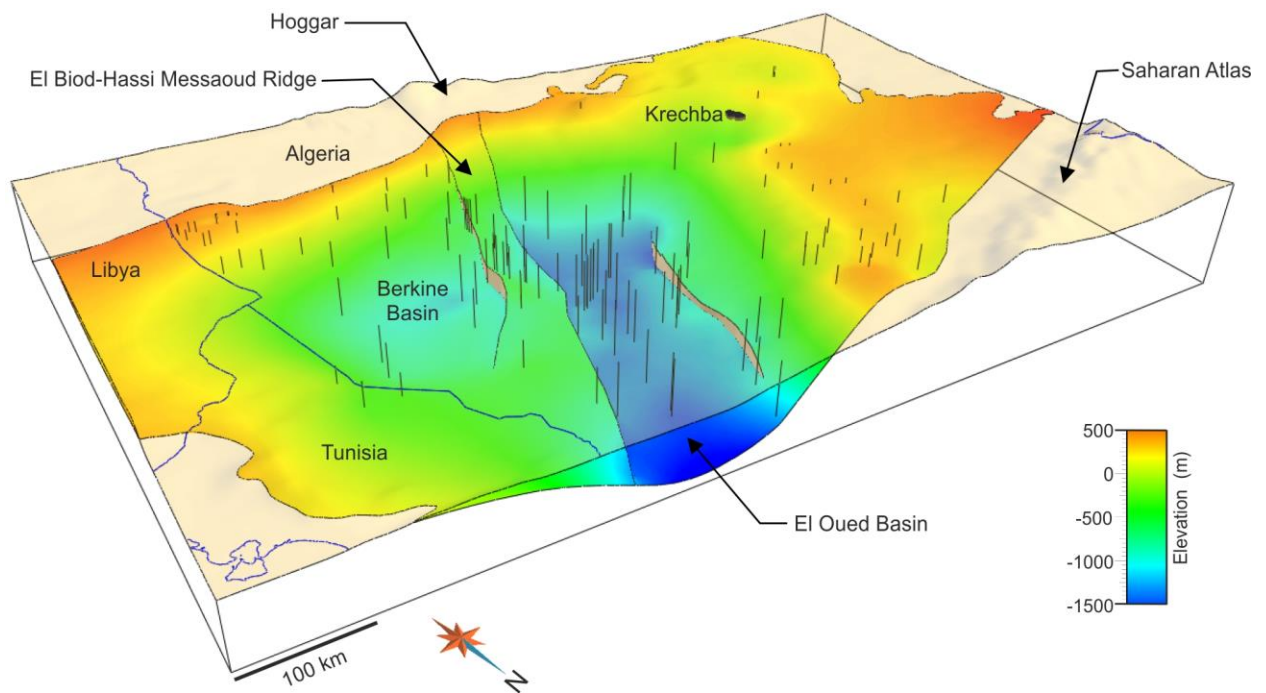 Hoggar
El Biod-Hassi Messaoud Ridge
Saharan Atlas
Krechba
Algeria
Libya
Berkine
Basin
Tunisia
El Oued Basin
500
0
-500
-1000
-1500
Elevation (m)
100 km
N